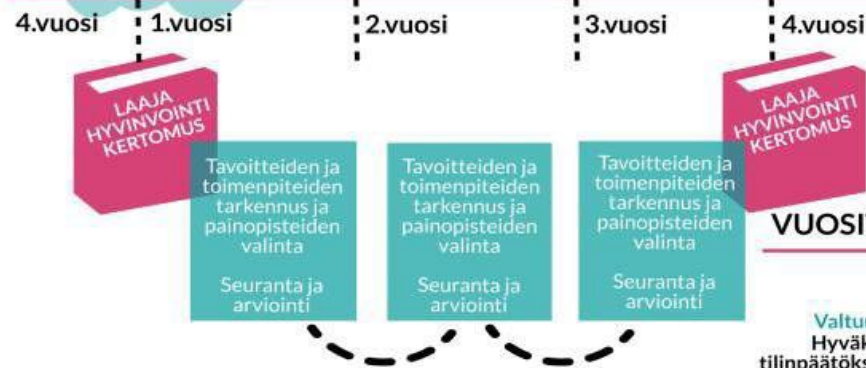 4.vuosi
1.vuosi
2.vuosi
3.vuosi
4.vuosi
LAAJA
HYVINVOINTI
KERTOMUS
Tavoitteiden ja
toimenpiteiden
tarkennus ja
painopisteiden
valinta
Seuranta ja
arviointi
Tavoitteiden ja
toimenpiteiden
tarkennus ja
painopisteiden
valinta
Seuranta ja
arviointi
Tavoitteiden ja
toimenpiteiden
tarkennus ja
painopisteiden
valinta
Seuranta ja
arviointi
LAAJA
HYVINVOINTI
KERTOMUS
VUOSI